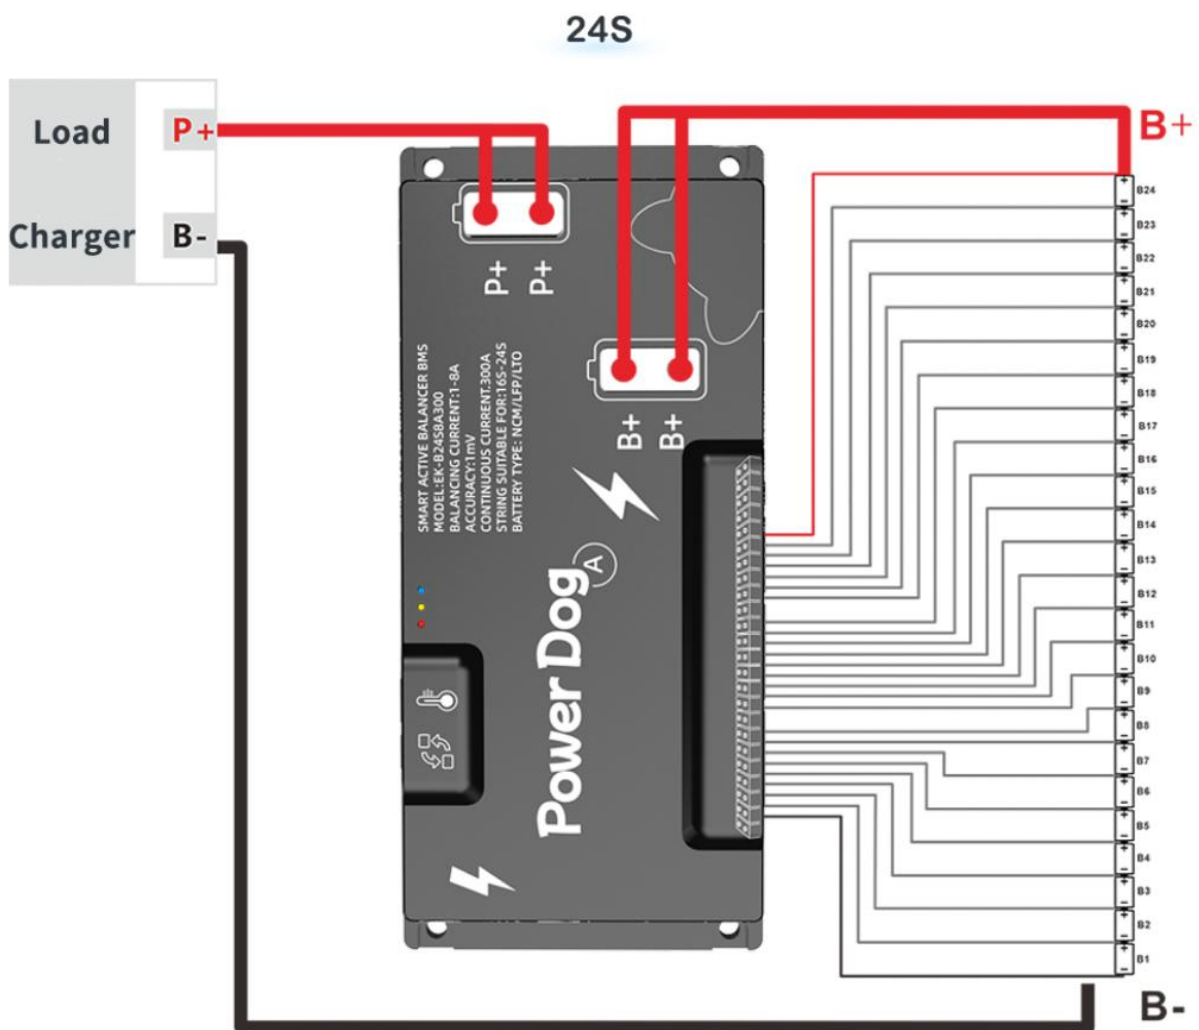 24S
Load
P+
Charger
B-
B+
P+
P+
B+
B+
SMART ACTIVE BALANCER BMS
MODEL:EK-B24S8A300
BALANCING CURRENT:1-8A
ACCURACY:1mV
CONTINUOUS CURRENT.300A
STRING SUITABLE FOR:16S-24S
BATTERY TYPE: NCM/LFP/LTO
Power Dog
A
B24
B23
B22
B21
B20
B19
B18
B17
B16
B15
B14
B13
B12
B11
B10
B9
B8
B7
B6
B5
B4
B3
B2
B1
B-